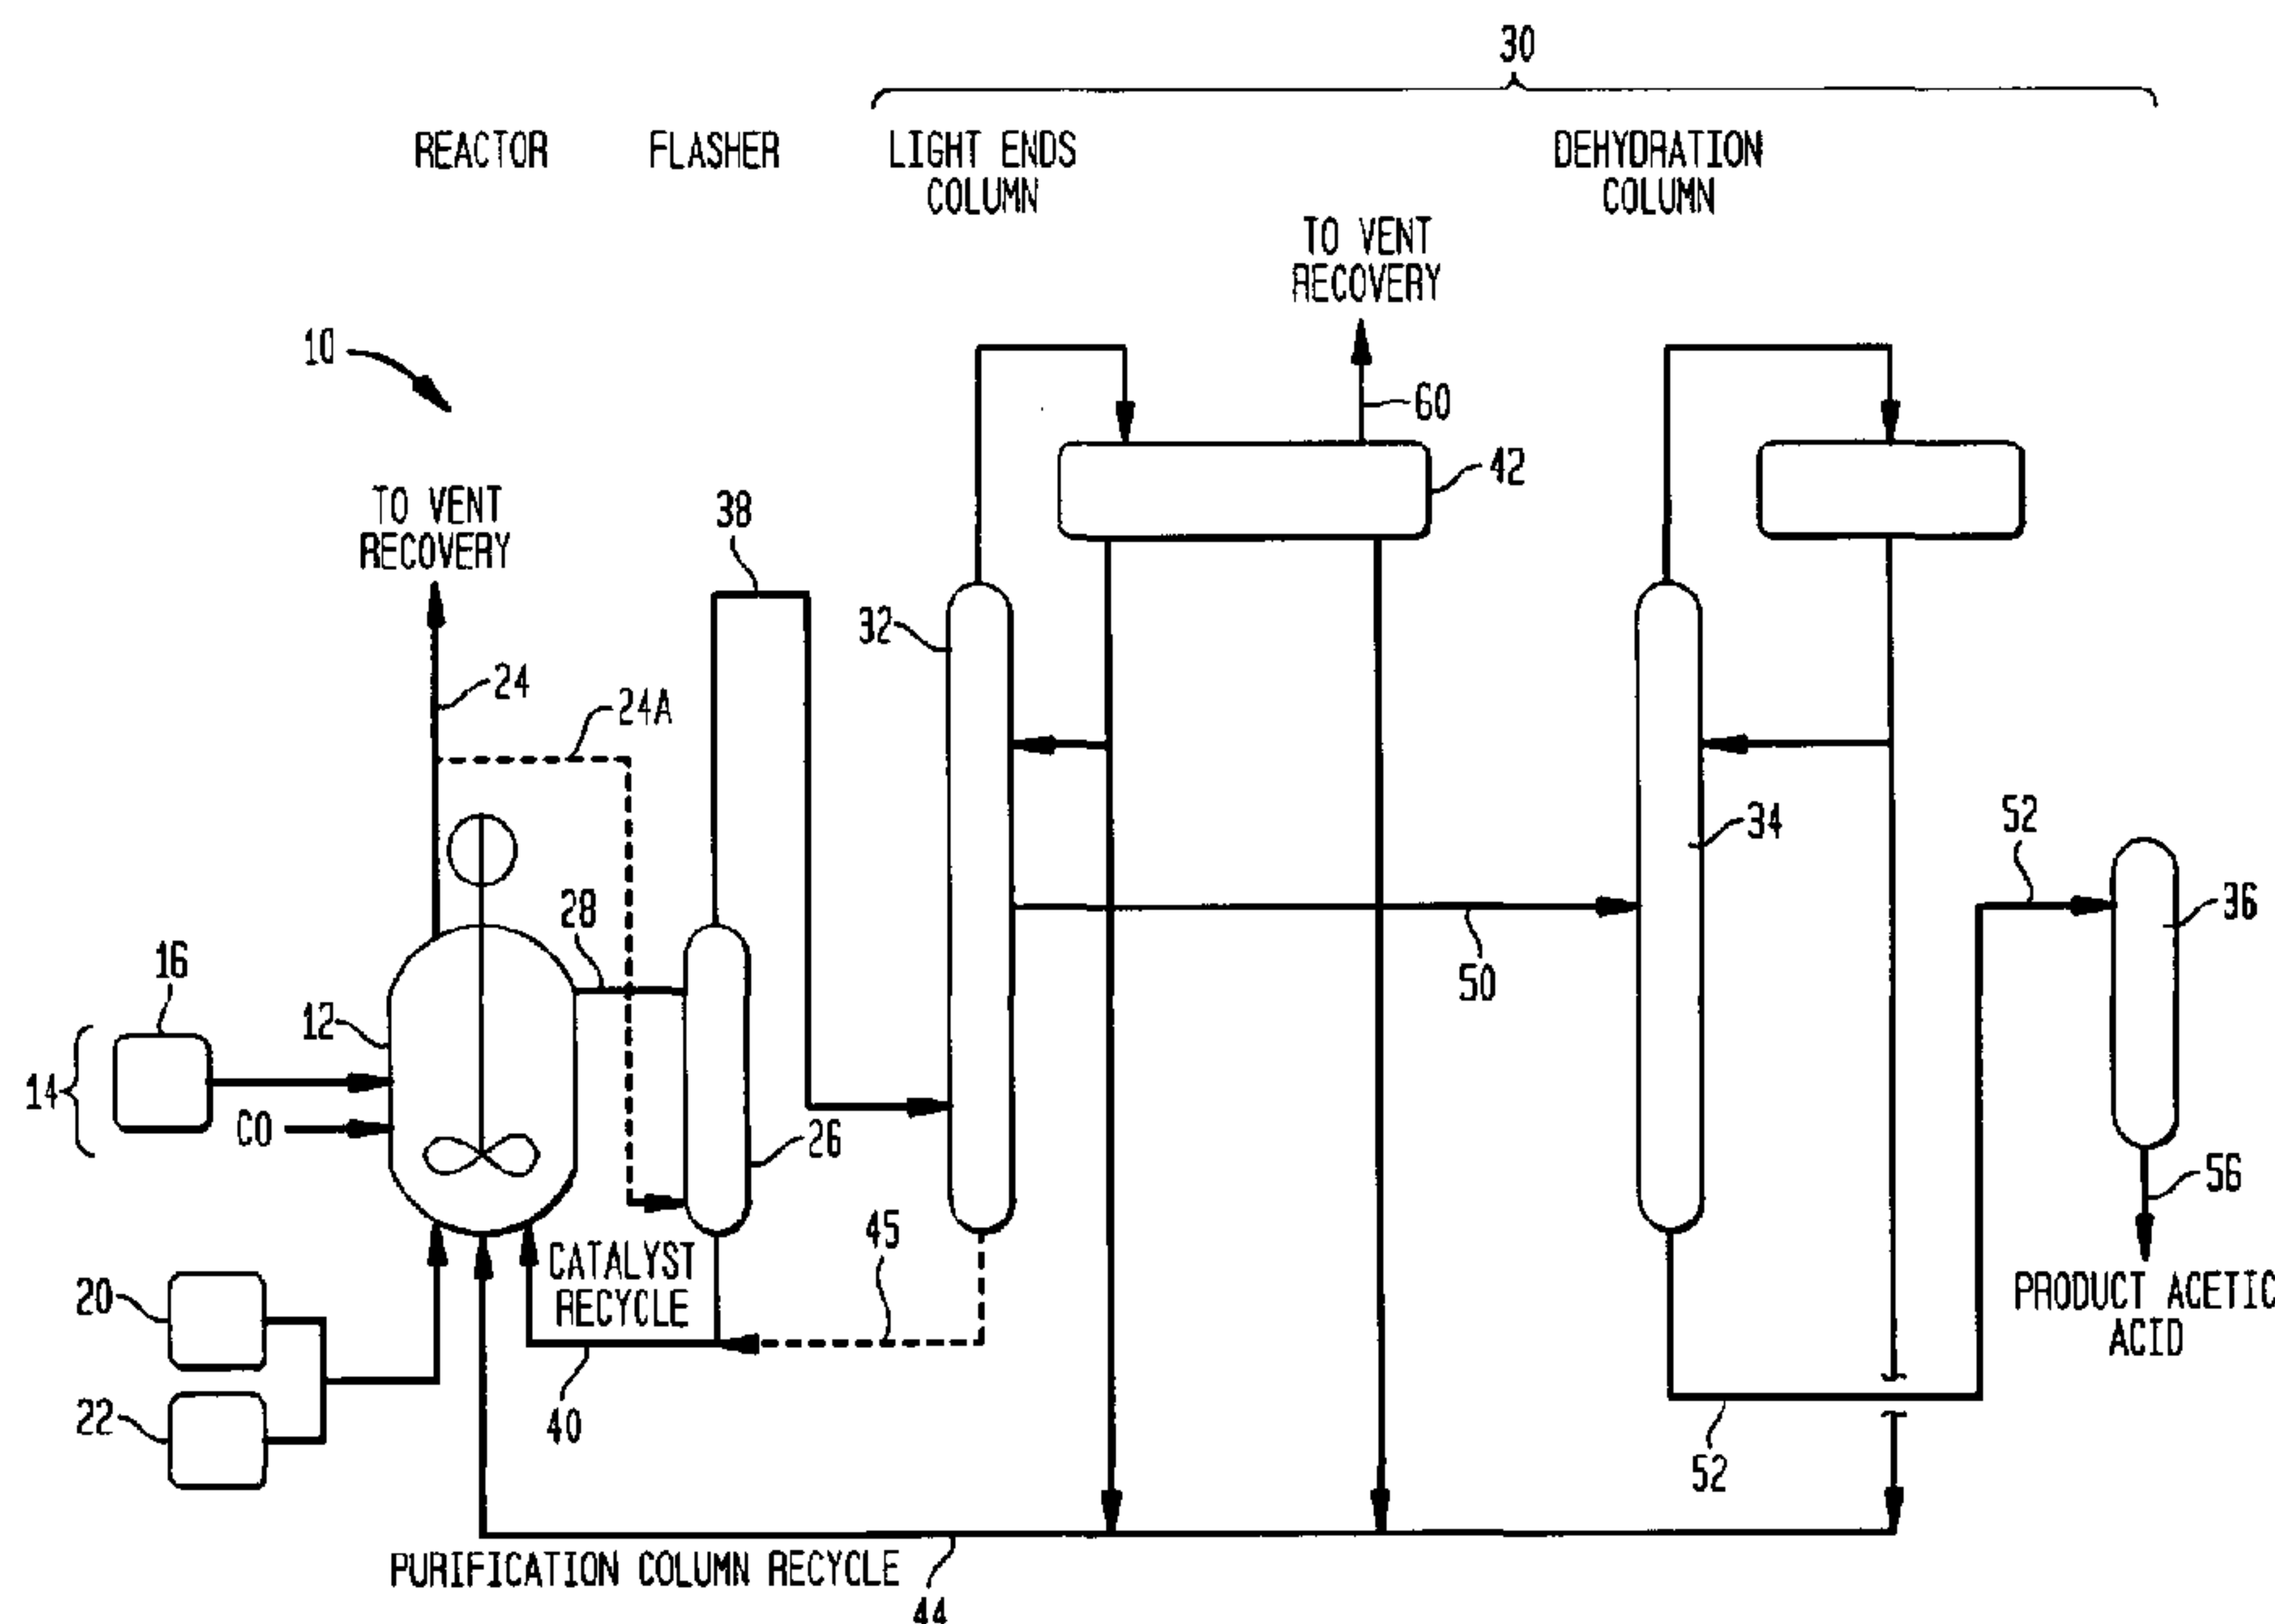 30
REACTOR
FLASHER
LIGHT ENDS
COLUMN
DEHYDRATION
COLUMN
TO VENT
RECOVERY
10
60
42
TO VENT
RECOVERY
38
32
24
24A
34
52
36
28
16
12
50
14
CO
26
56
45
CATALYST
RECYCLE
20
PRODUCT ACETIC
ACID
22
40
52
PURIFICATION COLUMN RECYCLE
44